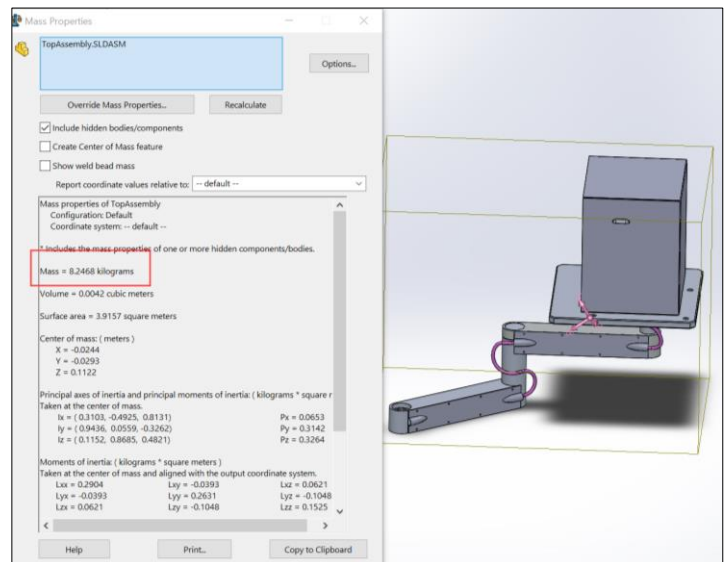 Mass Properties
TopAssembly.SLDASM
Options...
Override Mass Properties...
Recalculate
Include hidden bodies/components
Create Center of Mass feature
Show weld bead mass
Report coordinate values relative to: -- default --
Mass properties of TopAssembly
Configuration: Default
Coordinate system: -- default --
* Includes the mass properties of one or more hidden components/bodies.
Mass = 8.2468 kilograms
Volume = 0.0042 cubic meters
Surface area = 3.9157 square meters
Center of mass: ( meters )
X = -0.0244
Y = -0.0293
Z = 0.1122
Principal axes of inertia and principal moments of inertia: ( kilograms * square r
Taken at the center of mass.
Ix = ( 0.3103, -0.4925, 0.8131) Px = 0.0653
Iy = ( 0.9436, 0.0559, -0.3262) Py = 0.3142
Iz = ( 0.1152, 0.8685, 0.4821) Pz = 0.3264
Moments of inertia: ( kilograms * square meters )
Taken at the center of mass and aligned with the output coordinate system.
Lxx = 0.2904 Lxy = -0.0393 Lxz = 0.0621
Lyx = -0.0393 Lyy = 0.2631 Lyz = -0.1048
Lzx = 0.0621 Lzy = -0.1048 Lzz = 0.1525
Help
Print...
Copy to Clipboard